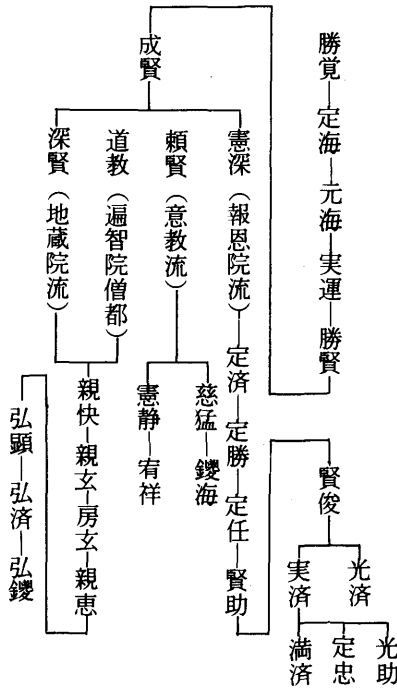 勝覚―定海―元海―実運―勝賢
成賢
憲深（報恩院流）―定済―定勝―定任―賢助
賢俊
光済
実済
光助
定忠
満済
頼賢（意教流）
慈猛―鑁海
憲静―宥祥
道教（遍智院僧都）
深賢（地蔵院流）
親快―親玄―房玄―親恵
弘顕―弘済―弘鑁